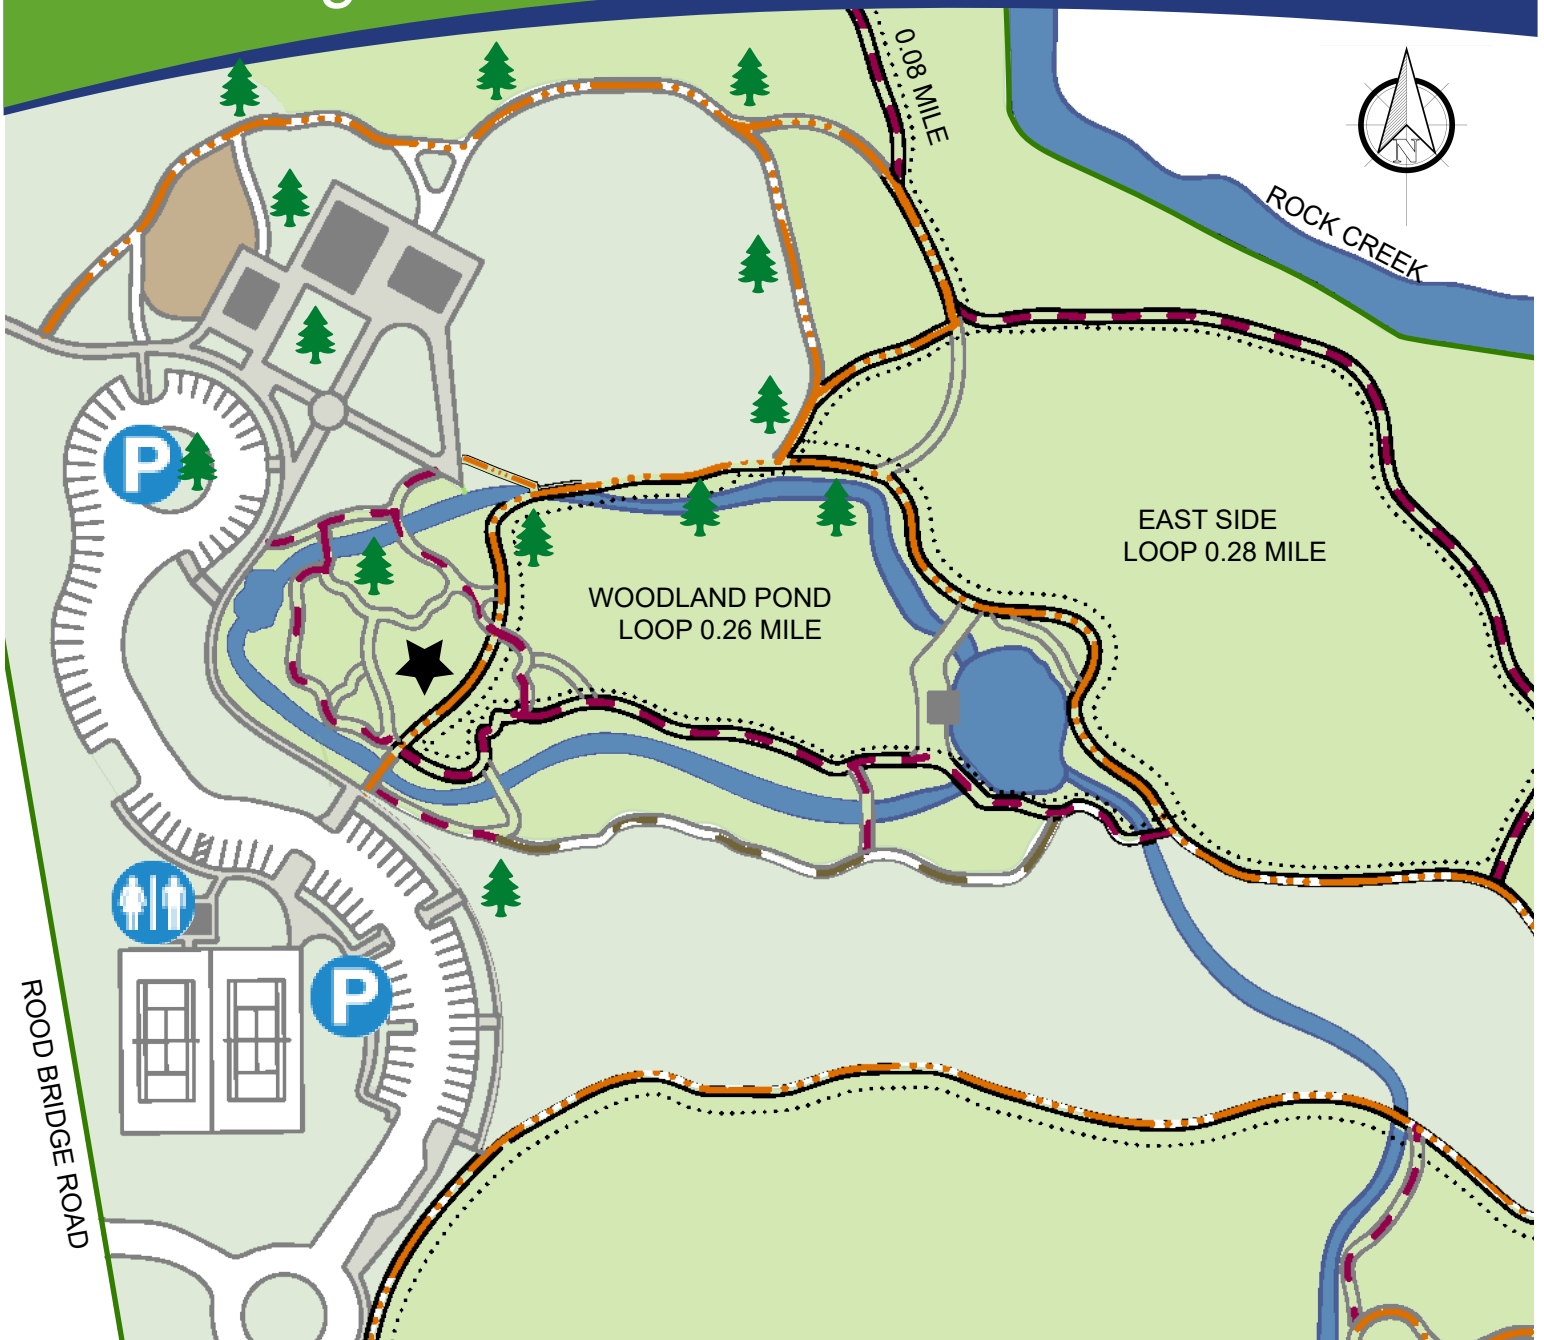 0.08 MILE
N
ROCK CREEK
P
EAST SIDE
LOOP 0.28 MILE
WOODLAND POND
LOOP 0.26 MILE
P
ROOD BRIDGE ROAD